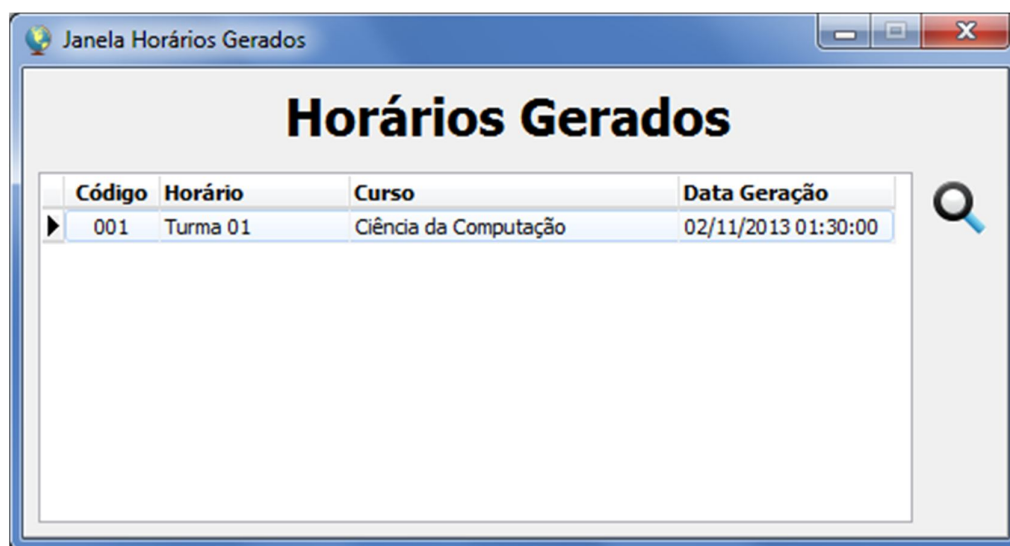 Janela Horários Gerados
Horários Gerados
Código Horário Curso Data Geração
001 Turma 01 Ciência da Computação 02/11/2013 01:30:00